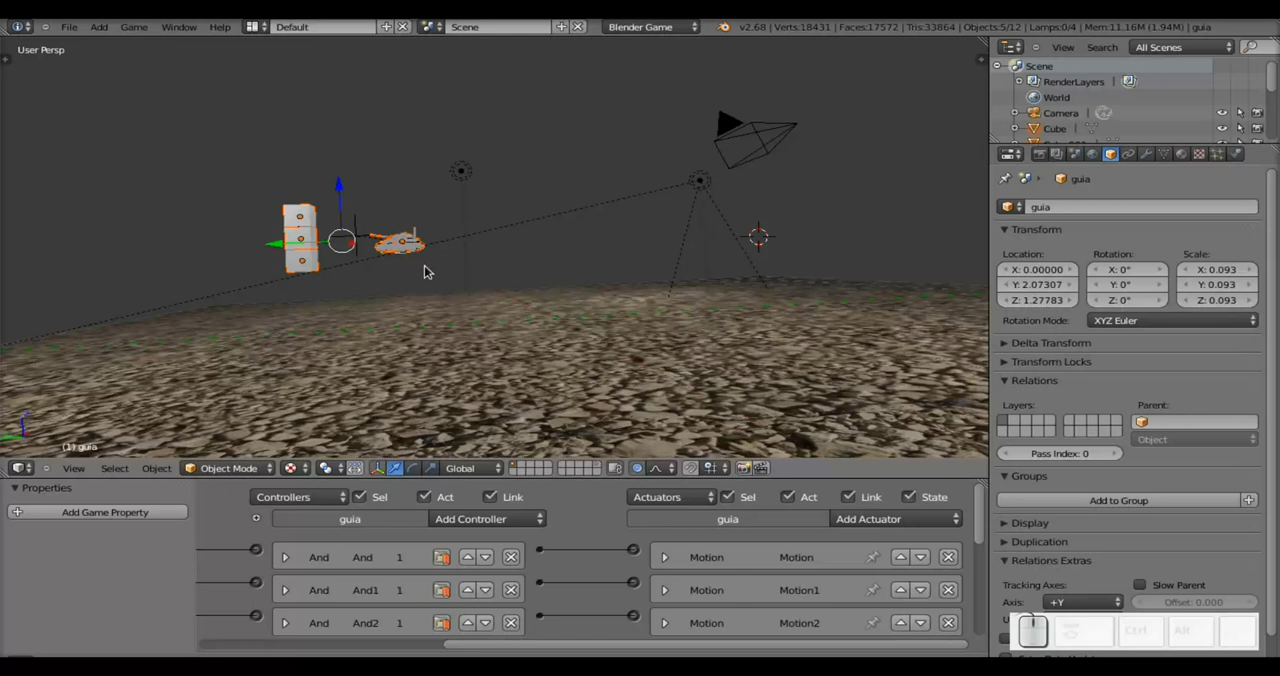 File Add Game Window Help Default Scene Blender Game v2.68 | Verts:18431 | Faces:17572 | Tris:33864 | Objects:5/12 | Lamps:0/4 | Mem:11.16M (1.94M) | guia
User Persp
View Search All Scenes
Scene
RenderLayers |
World
Camera |
Cube |
guia
guia
Transform
Location: Rotation: Scale:
X: 0.00000 X: 0° X: 0.093
Y: 2.07307 Y: 0° Y: 0.093
Z: 1.27783 Z: 0° Z: 0.093
Rotation Mode: XYZ Euler
Delta Transform
Transform Locks
Relations
Layers: Parent:
Object
Pass Index: 0
Groups
Add to Group
Display
Duplication
Relations Extras
Tracking Axes: Slow Parent
Axis: +Y Offset: 0.000
Ctrl Alt
(1) guia
View Select Object Object Mode Global
Properties
Add Game Property
Controllers Sel Act Link Actuators Sel Act Link State
guia Add Controller guia Add Actuator
And And 1 Motion Motion
And And1 1 Motion Motion1
And And2 1 Motion Motion2